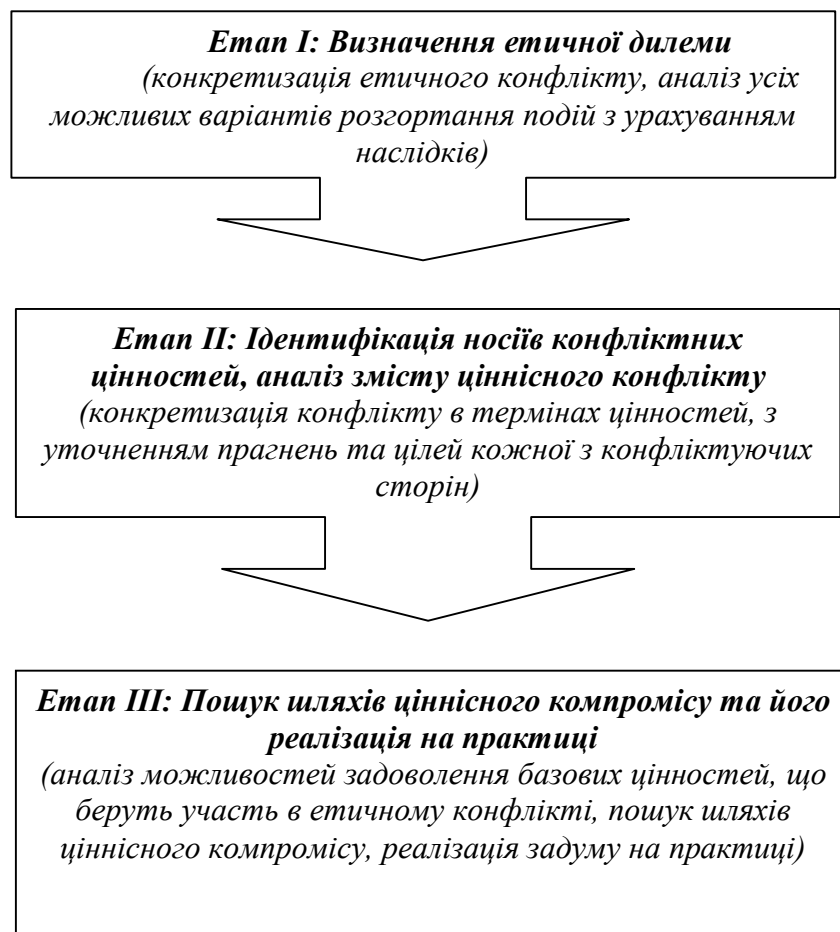 Етап І: Визначення етичної дилеми
(конкретизація етичного конфлікту, аналіз усіх
можливих варіантів розгортання подій з урахуванням
наслідків)
Етап ІІ: Ідентифікація носіїв конфліктних
цінностей, аналіз змісту ціннісного конфлікту
(конкретизація конфлікту в термінах цінностей, з
уточненням прагнень та цілей кожної з конфліктуючих
сторін)
Етап ІІІ: Пошук шляхів ціннісного компромісу та його
реалізація на практиці
(аналіз можливостей задоволення базових цінностей, що
беруть участь в етичному конфлікті, пошук шляхів
ціннісного компромісу, реалізація задуму на практиці)